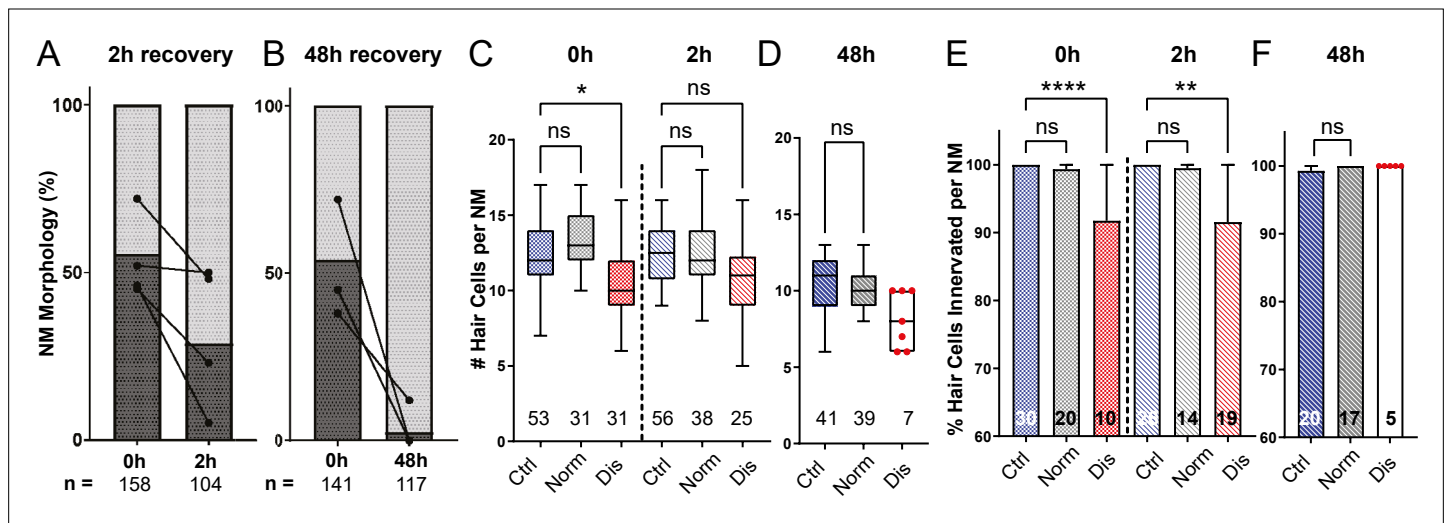 A
2h recovery
NM Morphology (%)
100
50
0
0h 2h
n = 158 104
B
48h recovery
100
50
0
0h 48h
n = 141 117
C
0h 2h
# Hair Cells per NM
20
15
10
5
0
* ns
ns ns
53 31 31 56 38 25
Ctrl Norm Dis Ctrl Norm Dis
D
48h
20
15
10
5
0
ns
41 39 7
Ctrl Norm Dis
E
0h 2h
% Hair Cells Innervated per NM
100
90
80
70
60
**** **
ns ns
30 20 10 14 19
Ctrl Norm Dis Ctrl Norm Dis
F
48h
100
90
80
70
60
ns
20 17 5
Ctrl Norm Dis